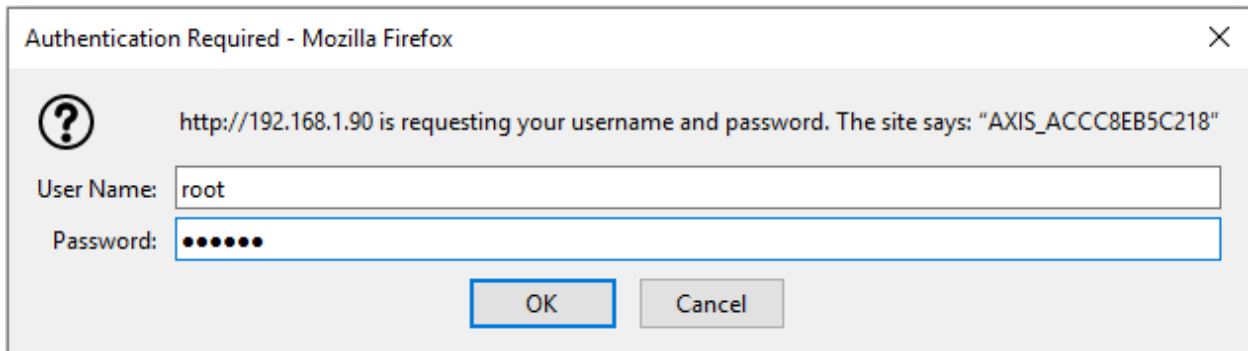 Authentication Required - Mozilla Firefox
http://192.168.1.90 is requesting your username and password. The site says: “AXIS_ACCC8EB5C218”
User Name: root
Password: ●●●●●●
OK Cancel